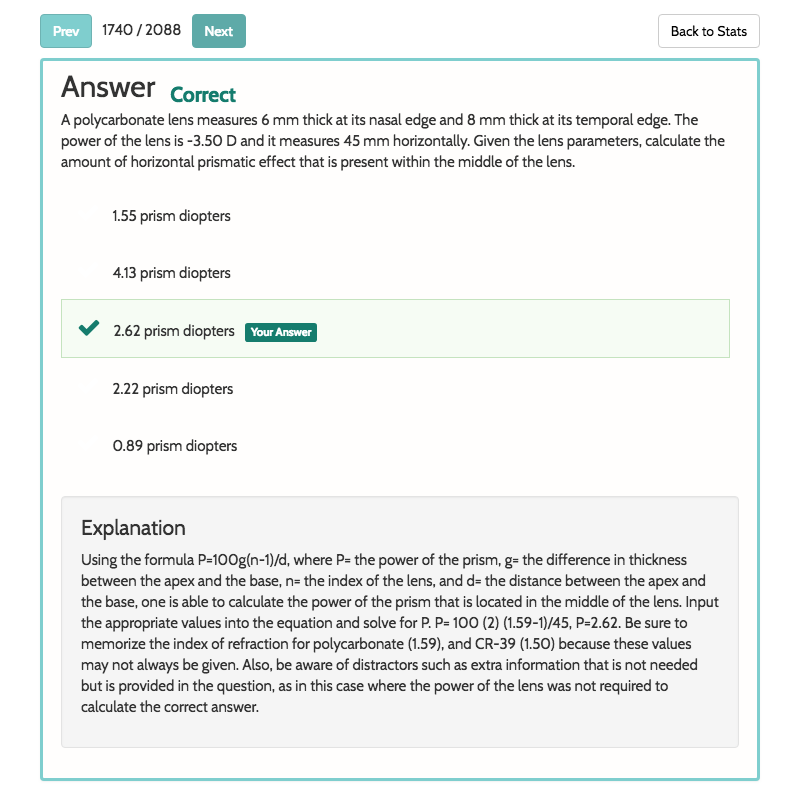 Prev 1740 / 2088 Next Back to Stats
Answer Correct
A polycarbonate lens measures 6 mm thick at its nasal edge and 8 mm thick at its temporal edge. The
power of the lens is -3.50 D and it measures 45 mm horizontally. Given the lens parameters, calculate the
amount of horizontal prismatic effect that is present within the middle of the lens.
1.55 prism diopters
4.13 prism diopters
2.62 prism diopters Your Answer
2.22 prism diopters
0.89 prism diopters
Explanation
Using the formula P=100g(n-1)/d, where P= the power of the prism, g= the difference in thickness
between the apex and the base, n= the index of the lens, and d= the distance between the apex and
the base, one is able to calculate the power of the prism that is located in the middle of the lens. Input
the appropriate values into the equation and solve for P. P= 100 (2) (1.59-1)/45, P=2.62. Be sure to
memorize the index of refraction for polycarbonate (1.59), and CR-39 (1.50) because these values
may not always be given. Also, be aware of distractors such as extra information that is not needed
but is provided in the question, as in this case where the power of the lens was not required to
calculate the correct answer.